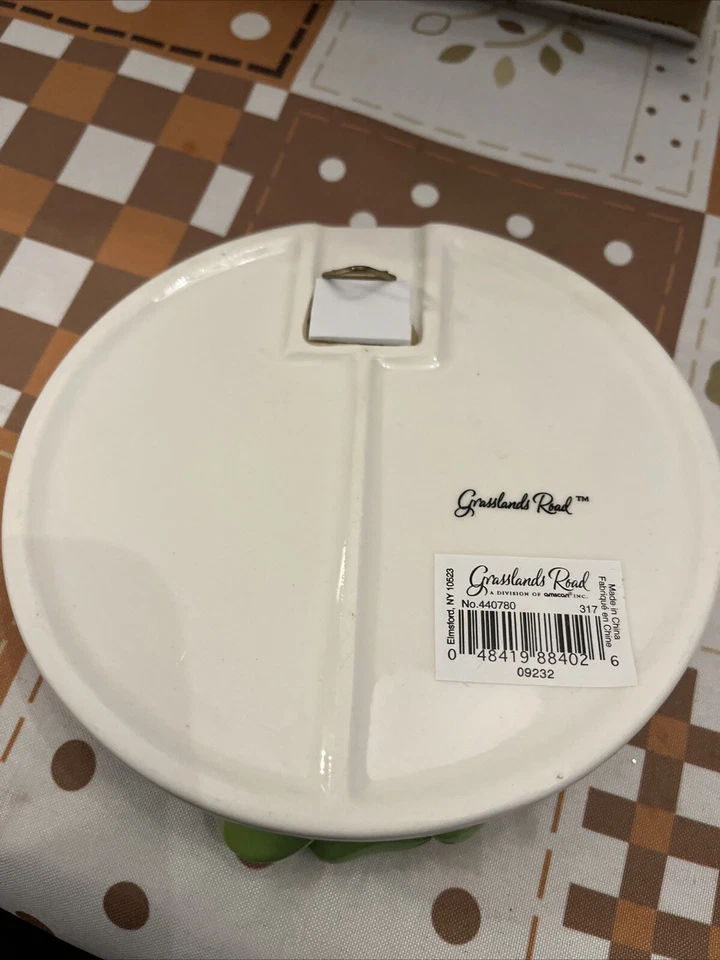 Grasslands Road™
Grasslands Road
A DIVISION OF amscan® INC.
No.440780 317
0 48419 88402 6
09232
Elmsford, NY 10523
Made in China
Fabriqué en Chine